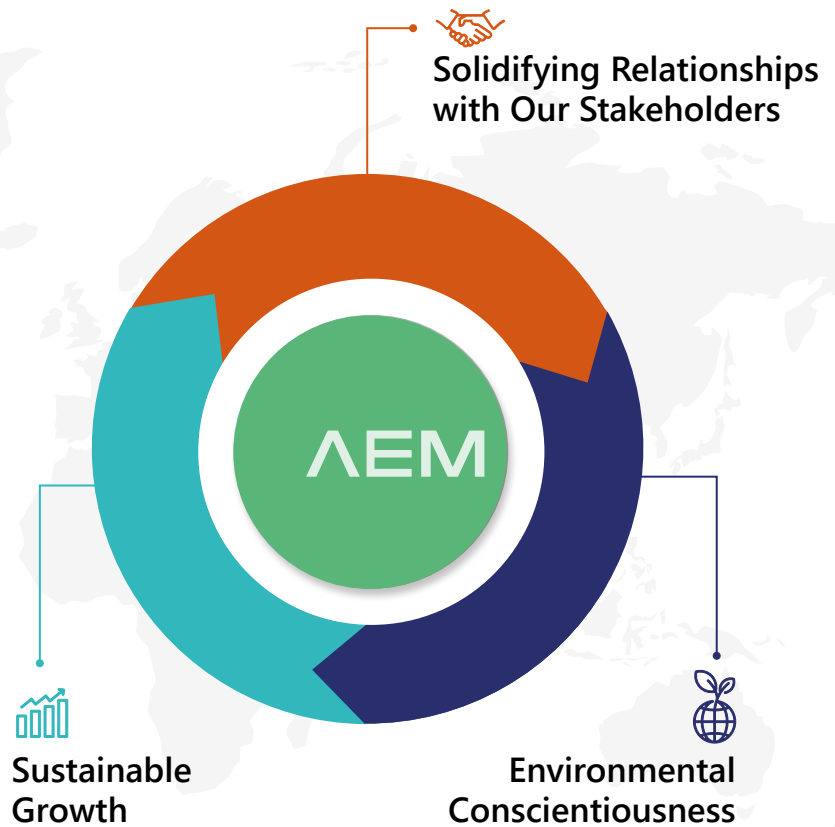 Solidifying Relationships
with Our Stakeholders
AEM
Sustainable
Growth
Environmental
Conscientiousness